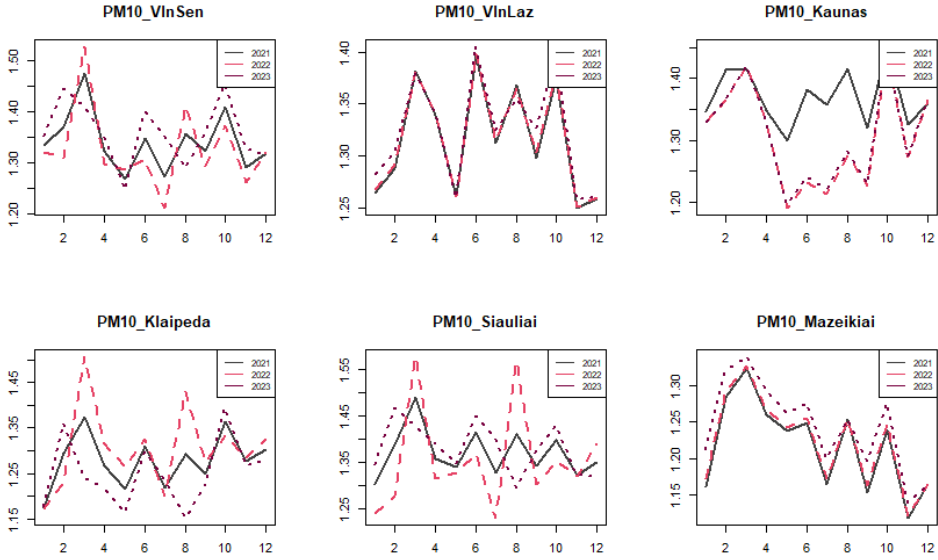 PM10_VlnSen
1.20 1.30 1.40 1.50
2021
2022
2023
2 4 6 8 10 12
PM10_VlnLaz
1.25 1.30 1.35 1.40
2021
2022
2023
2 4 6 8 10 12
PM10_Kaunas
1.20 1.30 1.40
2021
2022
2023
2 4 6 8 10 12
PM10_Klaipeda
1.15 1.25 1.35 1.45
2021
2022
2023
2 4 6 8 10 12
PM10_Siauliai
1.25 1.35 1.45 1.55
2021
2022
2023
2 4 6 8 10 12
PM10_Mazeikiai
1.15 1.20 1.25 1.30
2021
2022
2023
2 4 6 8 10 12